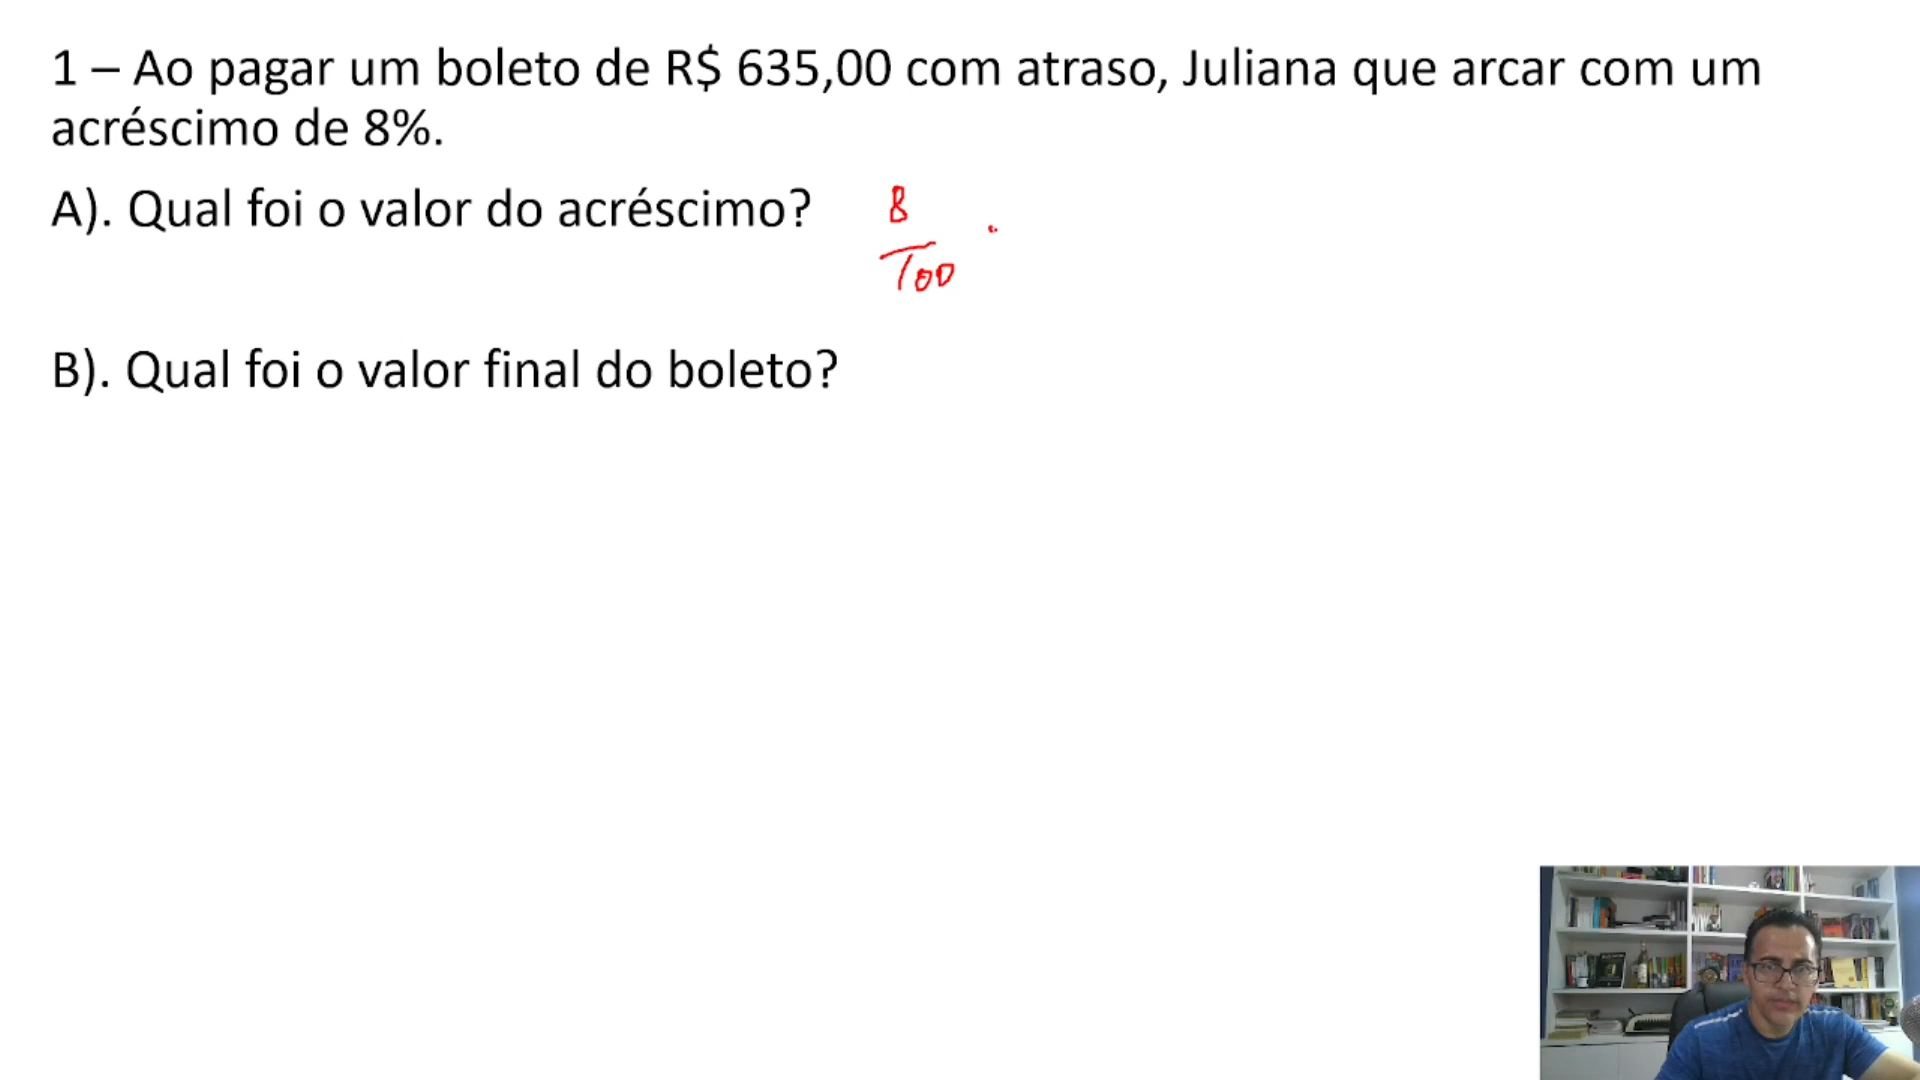 1 – Ao pagar um boleto de R$ 635,00 com atraso, Juliana que arcar com um
acréscimo de 8%.
A). Qual foi o valor do acréscimo?
8
100 .
B). Qual foi o valor final do boleto?